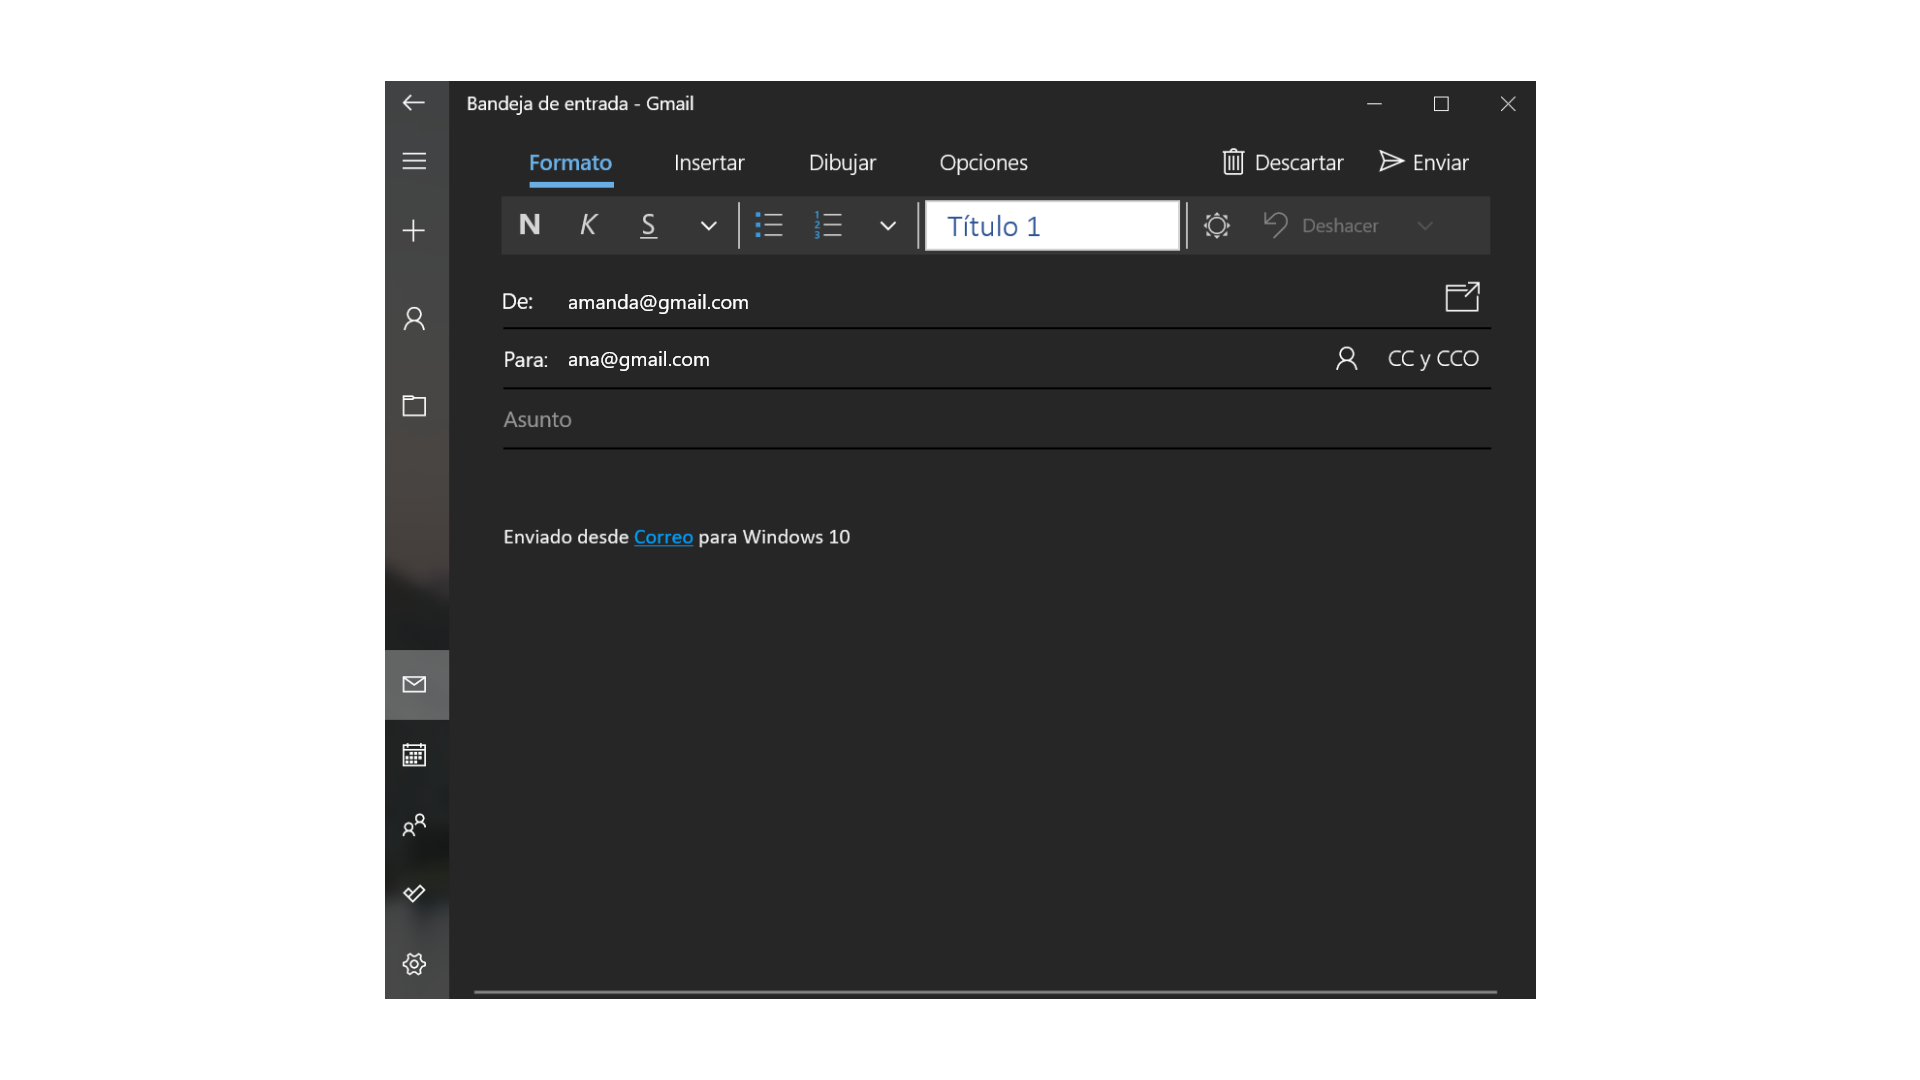 Bandeja de entrada - Gmail
Formato Insertar Dibujar Opciones Descartar Enviar
N K S Título 1 Deshacer
De: amanda@gmail.com
Para: ana@gmail.com CC y CCO
Asunto
Enviado desde Correo para Windows 10